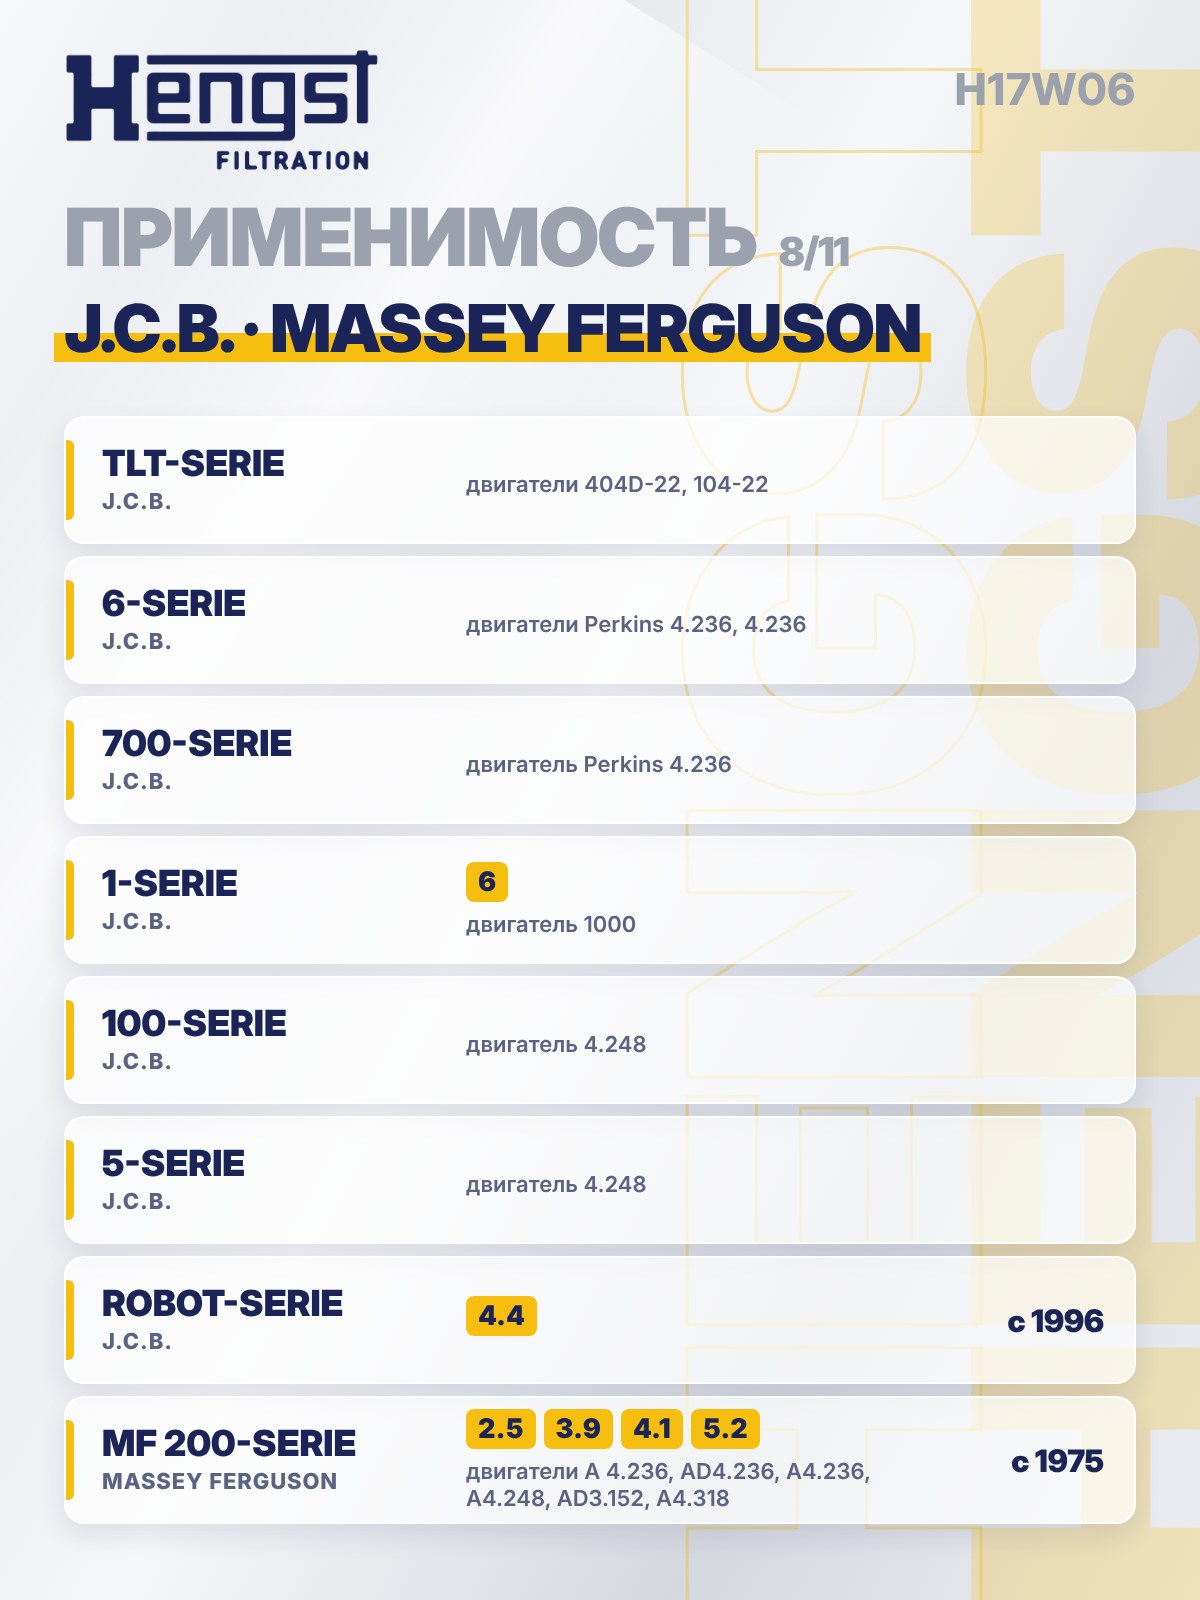 Hengst
FILTRATION
H17W06
ПРИМЕНИМОСТЬ 8/11
J.C.B. · MASSEY FERGUSON
TLT-SERIE
J.C.B.
двигатели 404D-22, 104-22
6-SERIE
J.C.B.
двигатели Perkins 4.236, 4.236
700-SERIE
J.C.B.
двигатель Perkins 4.236
1-SERIE
J.C.B.
6
двигатель 1000
100-SERIE
J.C.B.
двигатель 4.248
5-SERIE
J.C.B.
двигатель 4.248
ROBOT-SERIE
J.C.B.
4.4
с 1996
MF 200-SERIE
MASSEY FERGUSON
2.5 3.9 4.1 5.2
двигатели A 4.236, AD4.236, A4.236,
A4.248, AD3.152, A4.318
с 1975
HENGST
HENGST